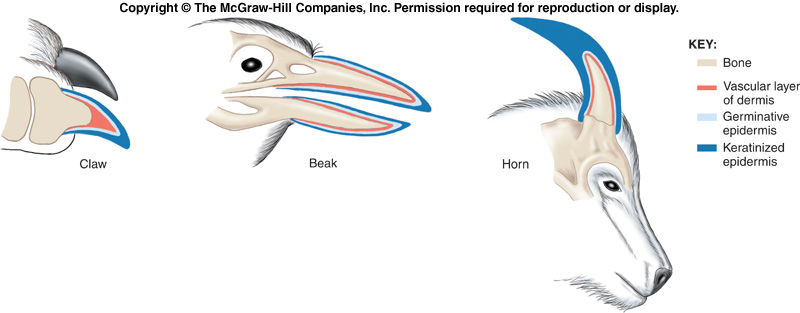 Copyright © The McGraw-Hill Companies, Inc. Permission required for reproduction or display.
KEY:
Bone
Vascular layer
of dermis
Germinative
epidermis
Keratinized
epidermis
Claw
Beak
Horn